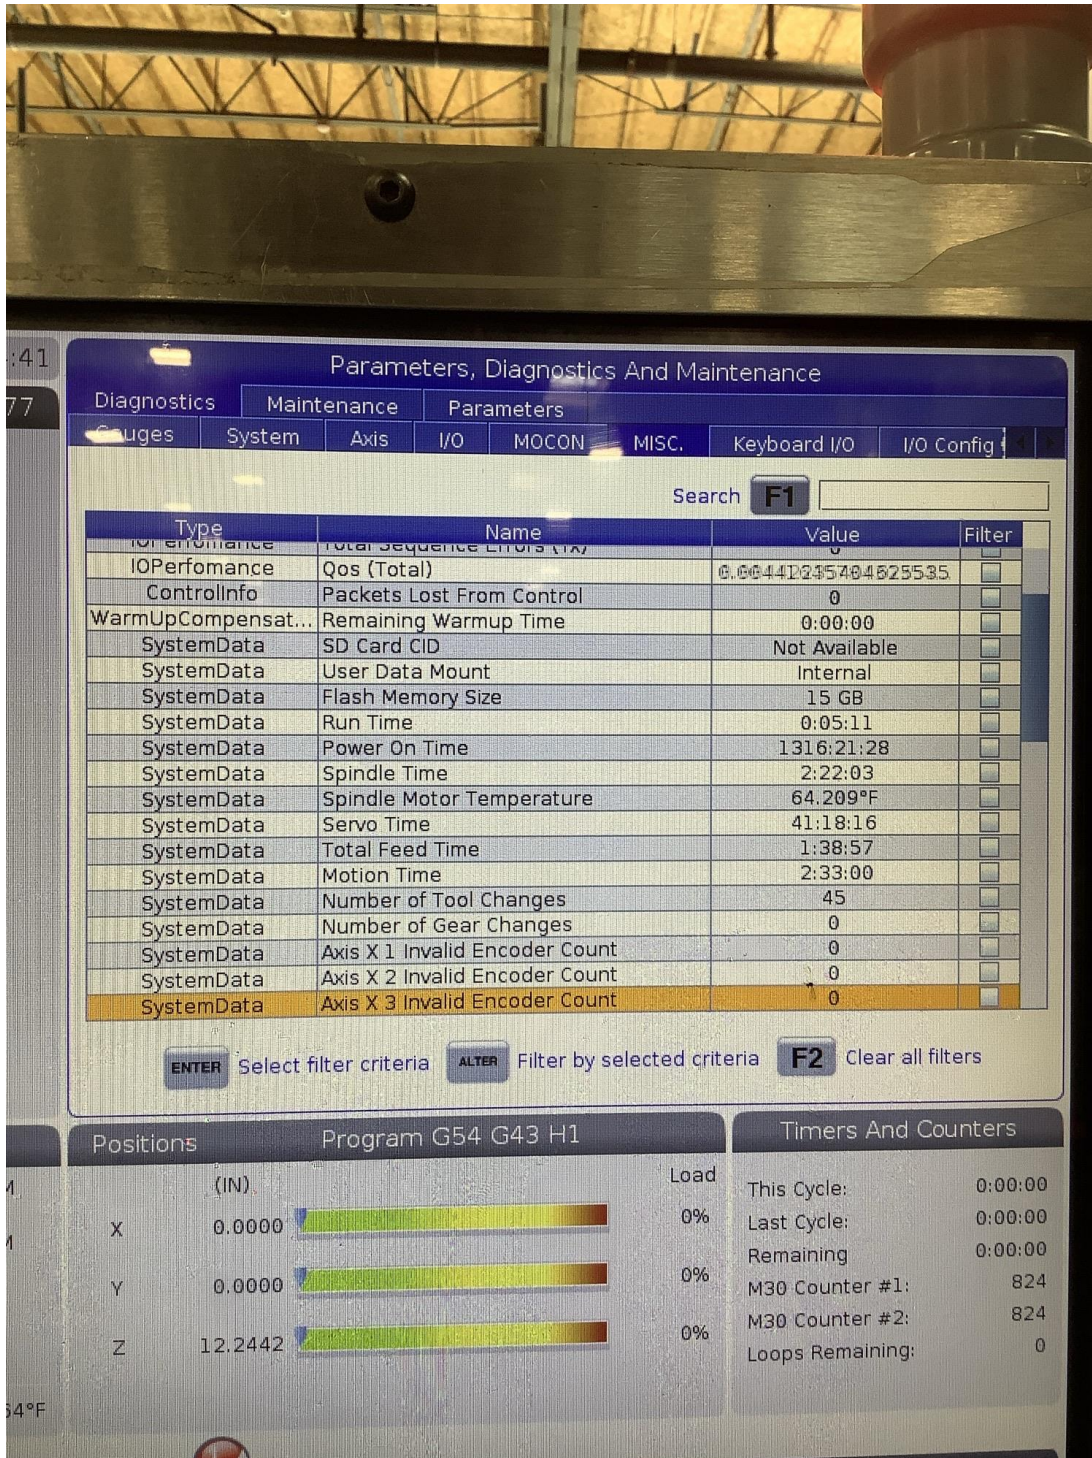 :41
77
Parameters, Diagnostics And Maintenance
Diagnostics Maintenance Parameters
Gauges System Axis I/O MOCON MISC. Keyboard I/O I/O Config
Search F1
Type Name Value Filter
IOPerfomance Total Sequence Errors (TX) 0
IOPerfomance Qos (Total)
ControlInfo Packets Lost From Control 0
WarmUpCompensat... Remaining Warmup Time 0:00:00
SystemData SD Card CID Not Available
SystemData User Data Mount Internal
SystemData Flash Memory Size 15 GB
SystemData Run Time 0:05:11
SystemData Power On Time 1316:21:28
SystemData Spindle Time 2:22:03
SystemData Spindle Motor Temperature 64.209°F
SystemData Servo Time 41:18:16
SystemData Total Feed Time 1:38:57
SystemData Motion Time 2:33:00
SystemData Number of Tool Changes 45
SystemData Number of Gear Changes 0
SystemData Axis X 1 Invalid Encoder Count 0
SystemData Axis X 2 Invalid Encoder Count 0
SystemData Axis X 3 Invalid Encoder Count 0
ENTER Select filter criteria ALTER Filter by selected criteria F2 Clear all filters
Positions Program G54 G43 H1
(IN) Load
X 0.0000 0%
Y 0.0000 0%
Z 12.2442 0%
54°F
Timers And Counters
This Cycle: 0:00:00
Last Cycle: 0:00:00
Remaining 0:00:00
M30 Counter #1: 824
M30 Counter #2: 824
Loops Remaining: 0